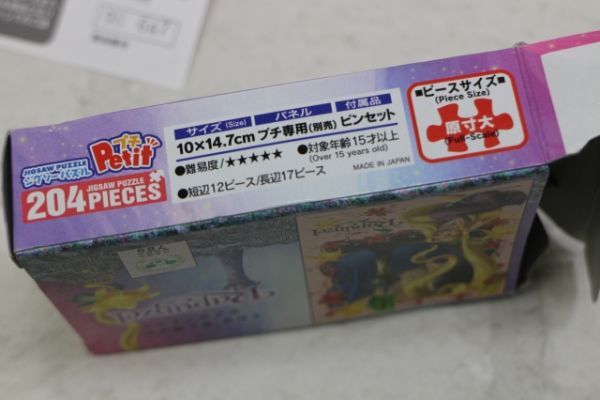 プチ
Petit
JIGSAW PUZZLE
ジグソーパズル
204 JIGSAW PUZZLE PIECES
サイズ (Size) パネル 付属品
10×14.7cm プチ専用(別売) ピンセット
●難易度/★★★★★ ●対象年齢15才以上
(Over 15 years old)
●短辺12ピース/長辺17ピース
MADE IN JAPAN
■ピースサイズ■
(Piece Size)
原寸大
(Full-Scale)
Rapunzel
Rapunzel